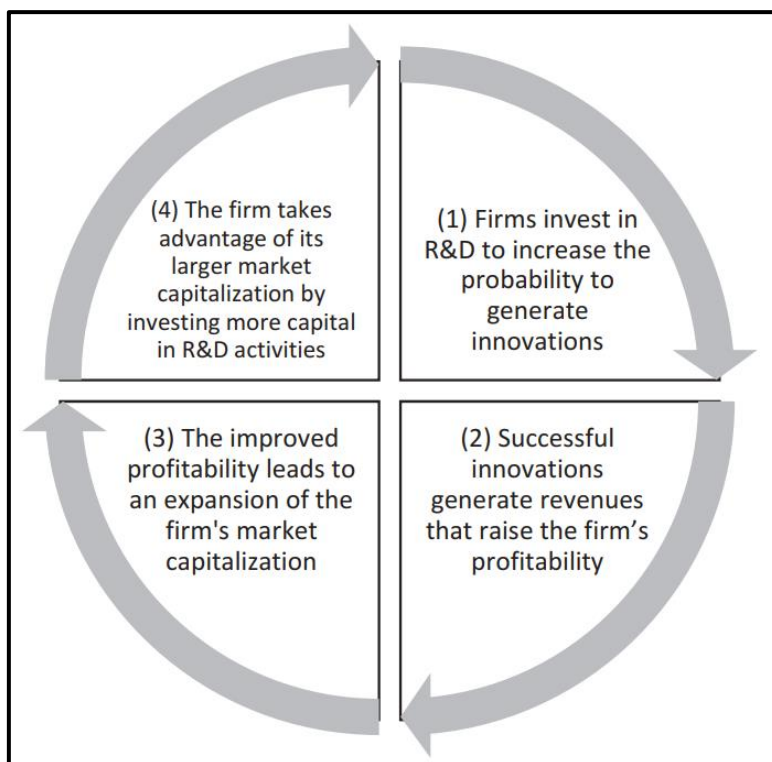 (1) Firms invest in
R&D to increase the
probability to
generate
innovations
(2) Successful
innovations
generate revenues
that raise the firm’s
profitability
(3) The improved
profitability leads to
an expansion of the
firm's market
capitalization
(4) The firm takes
advantage of its
larger market
capitalization by
investing more capital
in R&D activities